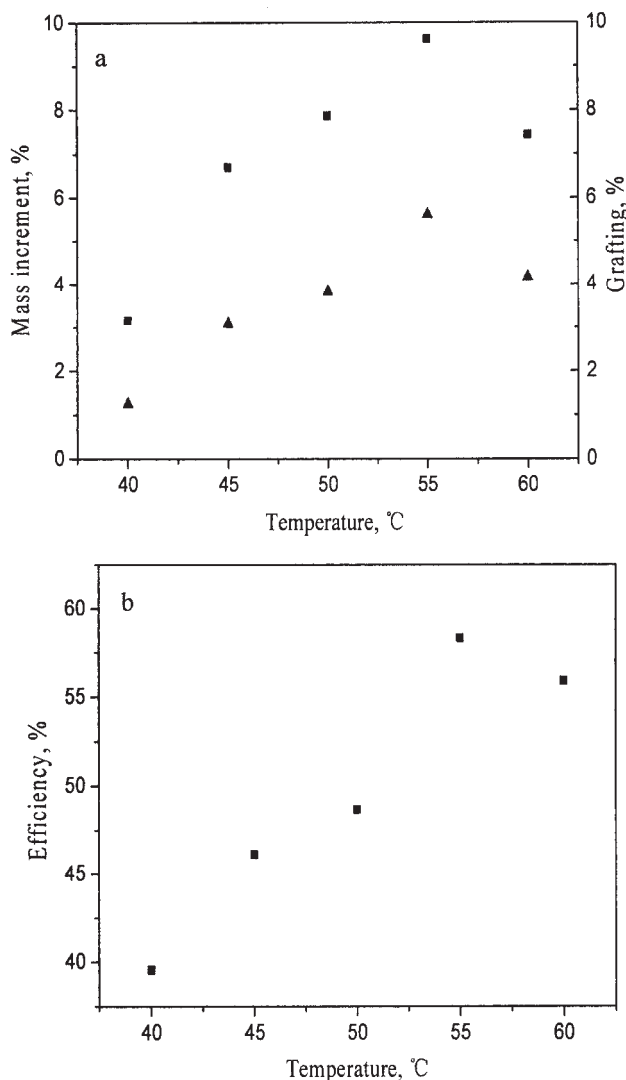 a
10
8
6
4
2
0
Mass increment, %
10
8
6
4
2
0
Grafting, %
40 45 50 55 60
Temperature, ℃
b
60
55
50
45
40
Efficiency, %
40 45 50 55 60
Temperature, ℃